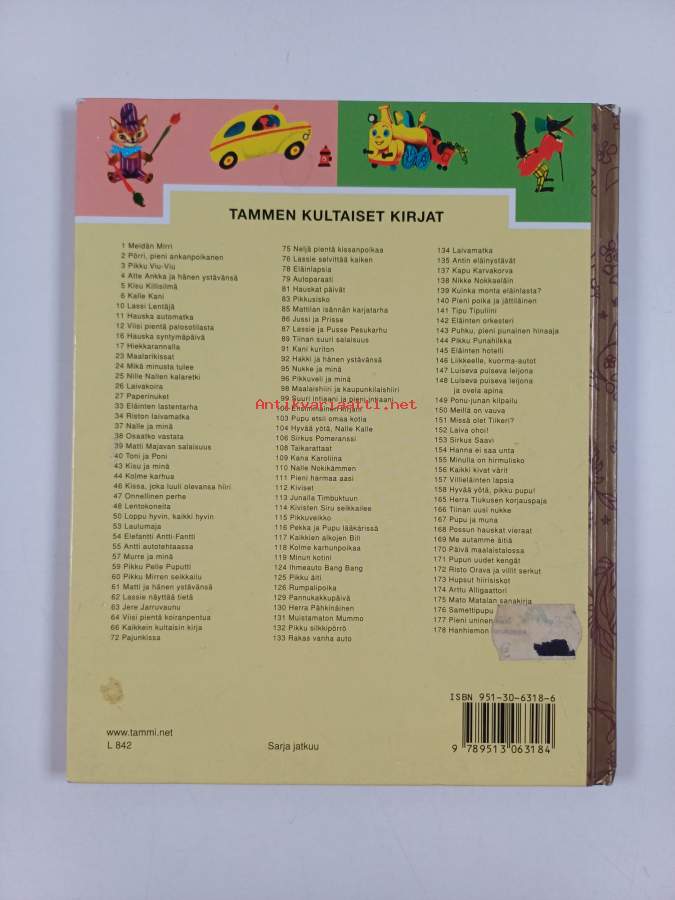 TAMMEN KULTAISET KIRJAT
1 Meidän Mirri
2 Pörri, pieni ankanpoikanen
3 Pikku Viu-Viu
4 Atte Ankka ja hänen ystävänsä
5 Kisu Killisilmä
6 Kalle Kani
10 Lassi Lentäjä
11 Hauska automatka
12 Viisi pientä palosotilasta
16 Hauska syntymäpäivä
17 Hiekkarannalla
23 Maalarikissat
24 Mikä minusta tulee
25 Nille Nallen kalaretki
26 Laivakoira
27 Paperinuket
33 Eläinten lastentarha
34 Riston laivamatka
37 Nalle ja minä
38 Osaatko vastata
39 Matti Majavan salaisuus
40 Toni ja Poni
43 Kisu ja minä
44 Kolme karhua
46 Kissa, joka luuli olevansa hiiri
47 Onnellinen perhe
48 Lentokoneita
50 Loppu hyvin, kaikki hyvin
53 Laulumaja
54 Elefantti Antti-Fantti
55 Antti autotehtaassa
57 Murre ja minä
59 Pikku Pelle Puputti
60 Pikku Mirren seikkailu
61 Matti ja hänen ystävänsä
62 Lassie näyttää tietä
63 Jere Jarruvaunu
64 Viisi pientä koiranpentua
66 Kaikkein kultaisin kirja
72 Pajunkissa
75 Neljä pientä kissanpoikaa
76 Lassie selvittää kaiken
78 Eläinlapsia
79 Autoparaati
81 Hauskat päivät
83 Pikkusisko
85 Mattilan isännän karjatarha
86 Jussi ja Prisse
87 Lassie ja Pusse Pesukarhu
89 Tiinan suuri salaisuus
91 Kani kuriton
92 Hakki ja hänen ystävänsä
95 Nukke ja minä
96 Pikkuveli ja minä
98 Maalaishiiri ja kaupunkilaishiiri
99 Suuri intiaani ja pieni intiaani
100 Ensimmäinen kirjani
103 Pupu etsii omaa kotia
104 Hyvää yötä, Nalle Kalle
106 Sirkus Pomeranssi
108 Taikarattaat
109 Kana Karoliina
110 Nalle Nokikämmen
111 Pieni harmaa aasi
112 Kiviset
113 Junalla Timbuktuun
114 Kivisten Siru seikkailee
115 Pikkuveikko
116 Pekka ja Pupu lääkärissä
117 Kaikkien aikojen Bili
118 Kolme karhunpoikaa
119 Minun kotini
124 Ihmeauto Bang Bang
125 Pikku äiti
126 Rumpalipoika
129 Pannukakkupäivä
130 Herra Pähkinäinen
131 Muistamaton Mummo
132 Pikku silkkipörrö
133 Rakas vanha auto
134 Laivamatka
135 Antin eläinystävät
137 Kapu Karvakorva
138 Nikke Nokkaeläin
139 Kuinka monta eläinlasta?
140 Pieni poika ja jättiläinen
141 Tipu Tipuliini
142 Eläinten orkesteri
143 Puhku, pieni punainen hinaaja
144 Pikku Punahilkka
145 Eläinten hotelli
146 Liikkeelle, kuorma-autot
147 Luiseva puiseva leijona
148 Luiseva puiseva leijona
ja ovela apina
149 Ponu-junan kilpailu
150 Meillä on vauva
151 Missä olet Tiikeri?
152 Laiva ohoi!
153 Sirkus Saavi
154 Hanna ei saa unta
155 Minulla on hirmulisko
156 Kaikki kivat värit
157 Villieläinten lapsia
158 Hyvää yötä, pikku pupu!
165 Herra Tiukusen korjauspaja
166 Tiinan uusi nukke
167 Pupu ja muna
168 Possun hauskat vieraat
169 Me autamme äitiä
170 Päivä maalaistalossa
171 Pupun uudet kengät
172 Risto Orava ja villit serkut
173 Hupsut hiirisiskot
174 Arttu Alligaattori
175 Mato Matalan sanakirja
176 Samettipupu
177 Pieni uninen
178 Hanhiemon
Antikvariaatti.net
ISBN 951-30-6318-6
9 789513 063184
www.tammi.net
L 842
Sarja jatkuu